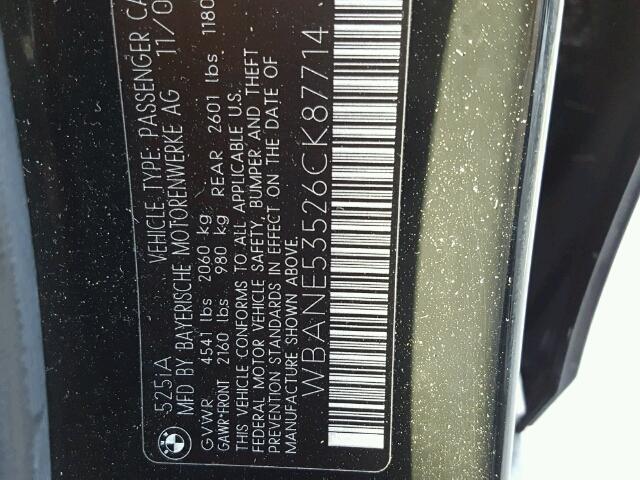 5251A
VEHICLE TYPE: PASSENGER CA
MFD BY BAYERISCHE MOTORENWERKE AG 11/0
GVWR 4541 lbs 2060 kg
GAWR•FRONT 2160 lbs 980 kg REAR 2601 lbs 1180
THIS VEHICLE CONFORMS TO ALL APPLICABLE U.S.
FEDERAL MOTOR VEHICLE SAFETY, BUMPER AND THEFT
PREVENTION STANDARDS IN EFFECT ON THE DATE OF
MANUFACTURE SHOWN ABOVE.
WBANE53526CK87714
BMW